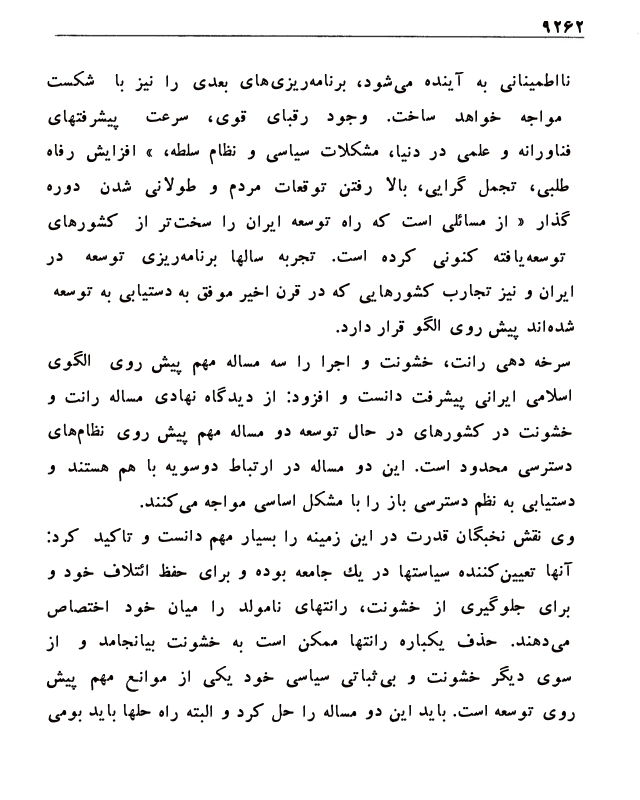 ۹۲۶۲
نااطمینانی به آینده می‌شود، برنامه‌ریزی‌های بعدی را نیز با شکست
مواجه خواهد ساخت. وجود رقبای قوی، سرعت پیشرفتهای
فناورانه و علمی در دنیا، مشکلات سیاسی و نظام سلطه، » افزایش رفاه
طلبی، تجمل گرایی، بالا رفتن توقعات مردم و طولانی شدن دوره
گذار « از مسائلی است که راه توسعه ایران را سخت‌تر از کشورهای
توسعه‌یافته کنونی کرده است. تجربه سالها برنامه‌ریزی توسعه در
ایران و نیز تجارب کشورهایی که در قرن اخیر موفق به دستیابی به توسعه
شده‌اند پیش روی الگو قرار دارد.
سرخه دهی رانت، خشونت و اجرا را سه مساله مهم پیش روی الگوی
اسلامی ایرانی پیشرفت دانست و افزود: از دیدگاه نهادی مساله رانت و
خشونت در کشورهای در حال توسعه دو مساله مهم پیش روی نظام‌های
دسترسی محدود است. این دو مساله در ارتباط دوسویه با هم هستند و
دستیابی به نظم دسترسی باز را با مشکل اساسی مواجه می‌کنند.
وی نقش نخبگان قدرت در این زمینه را بسیار مهم دانست و تاکید کرد:
آنها تعیین‌کننده سیاستها در یك جامعه بوده و برای حفظ ائتلاف خود و
برای جلوگیری از خشونت، رانتهای نامولد را میان خود اختصاص
می‌دهند. حذف یکباره رانتها ممکن است به خشونت بیانجامد و از
سوی دیگر خشونت و بی‌ثباتی سیاسی خود یکی از موانع مهم پیش
روی توسعه است. باید این دو مساله را حل کرد و البته راه حلها باید بومی